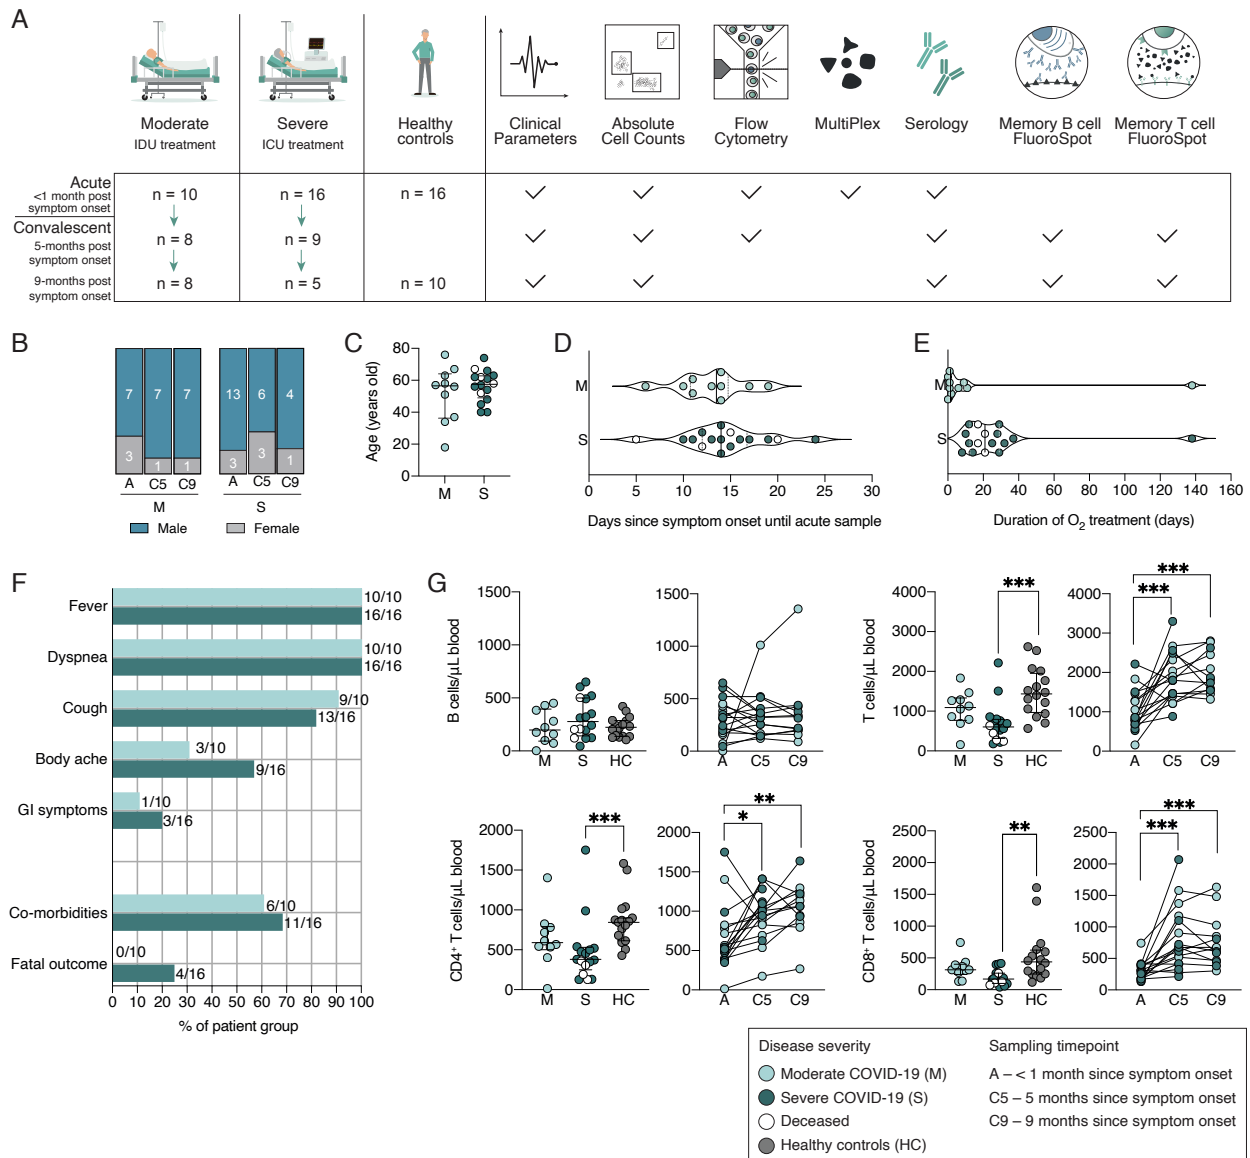 A
Moderate
IDU treatment
Severe
ICU treatment
Healthy
controls
Clinical
Parameters
Absolute
Cell Counts
Flow
Cytometry
MultiPlex
Serology
Memory B cell
FluoroSpot
Memory T cell
FluoroSpot
Acute
<1 month post
symptom onset
n = 10
n = 16
n = 16
Convalescent
5-months post
symptom onset
n = 8
n = 9
9-months post
symptom onset
n = 8
n = 5
n = 10
B
7 7 7 13 6 4
3 1 1 3 3 1
A C5 C9 A C5 C9
M S
Male Female
C
Age (years old)
80
60
40
20
0
M S
D
M
S
0 5 10 15 20 25 30
Days since symptom onset until acute sample
E
M
S
0 20 40 60 80 100 120 140 160
Duration of O2 treatment (days)
F
Fever 10/10
16/16
Dyspnea 10/10
16/16
Cough 9/10
13/16
Body ache 3/10
9/16
GI symptoms 1/10
3/16
Co-morbidities 6/10
11/16
Fatal outcome 0/10
4/16
0 10 20 30 40 50 60 70 80 90 100
% of patient group
G
B cells/µL blood
1500
1000
500
0
M S HC
1500
1000
500
0
A C5 C9
T cells/µL blood
4000
3000
2000
1000
0
***
M S HC
4000
3000
2000
1000
0
***
***
A C5 C9
CD4+ T cells/µL blood
2000
1500
1000
500
0
***
M S HC
2000
1500
1000
500
0
**
*
A C5 C9
CD8+ T cells/µL blood
2500
2000
1500
1000
500
0
**
M S HC
2500
2000
1500
1000
500
0
***
***
A C5 C9
Disease severity
Moderate COVID-19 (M)
Severe COVID-19 (S)
Deceased
Healthy controls (HC)
Sampling timepoint
A – < 1 month since symptom onset
C5 – 5 months since symptom onset
C9 – 9 months since symptom onset